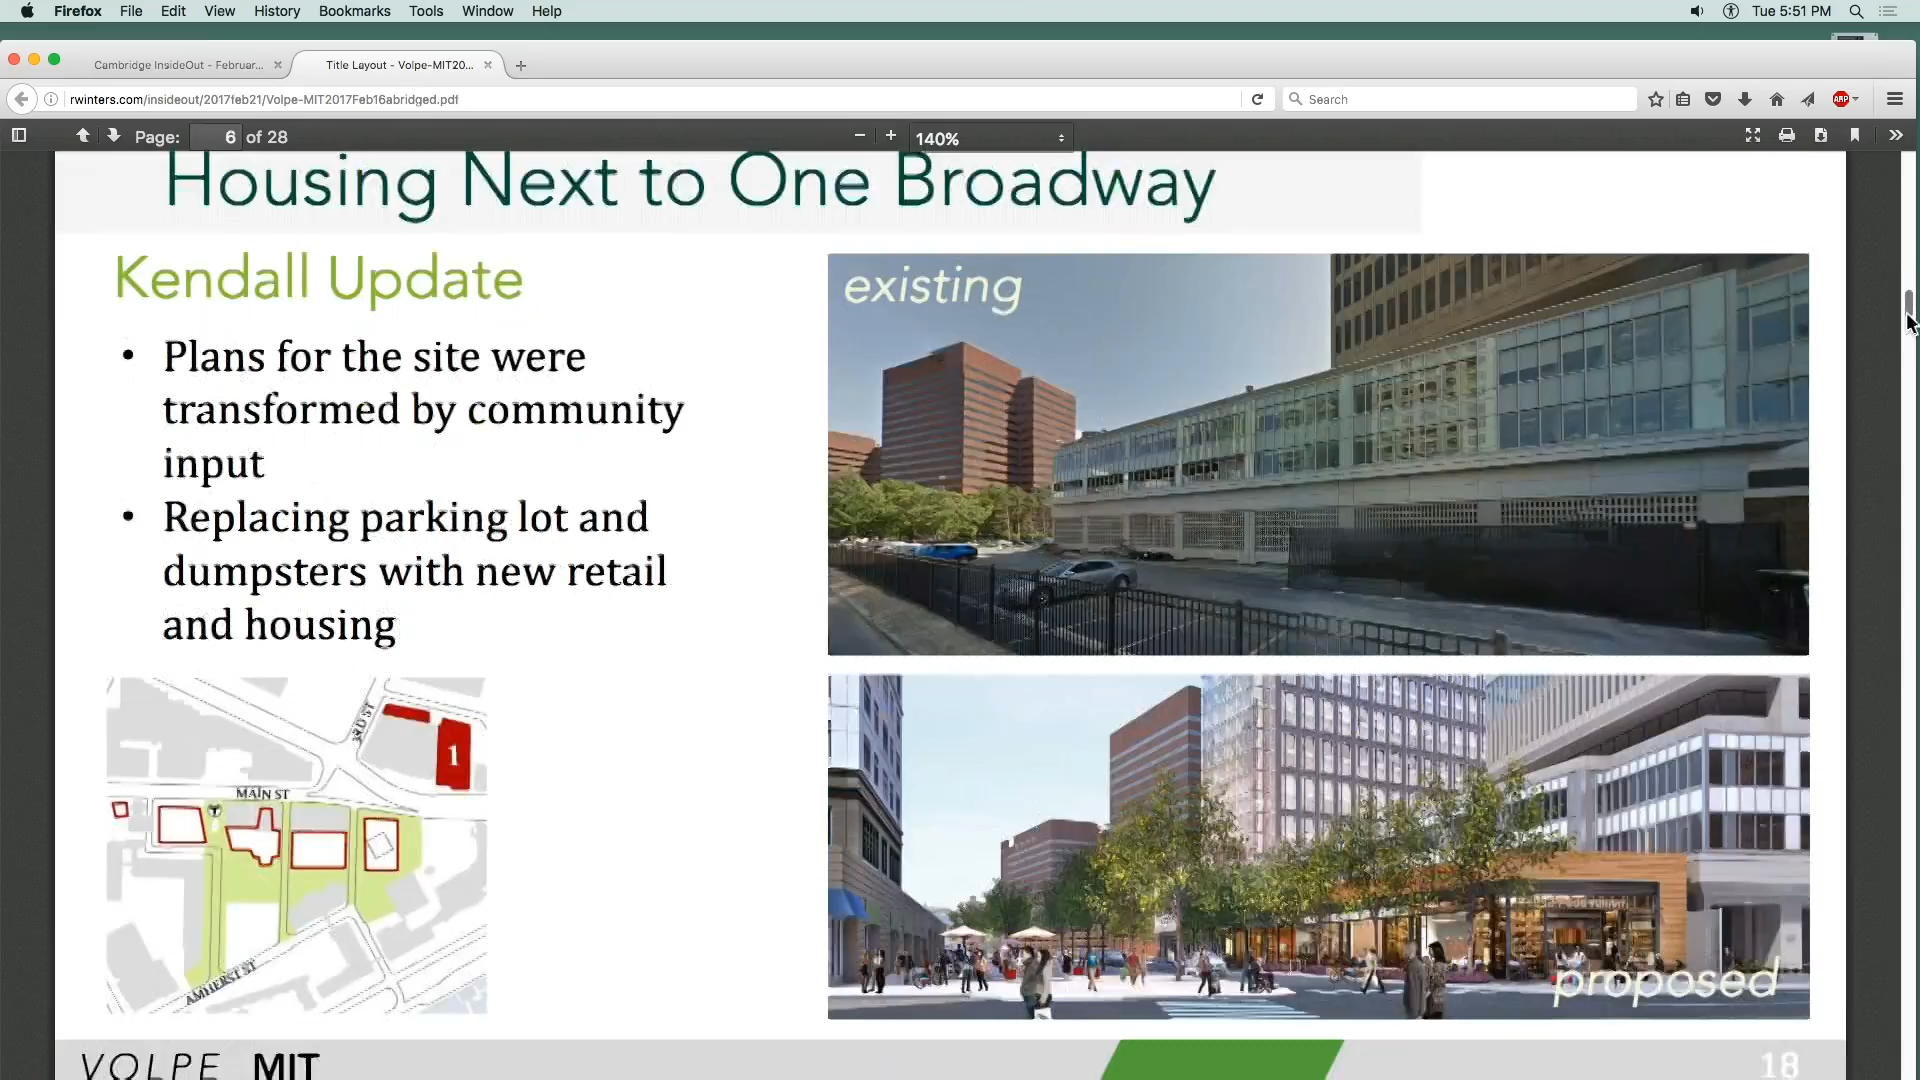 Firefox File Edit View History Bookmarks Tools Window Help Tue 5:51 PM
Cambridge InsideOut - Februar...
Title Layout - Volpe-MIT20...
rwinters.com/insideout/2017feb21/Volpe-MIT2017Feb16abridged.pdf
Search
ABP
Page: 6 of 28
140%
Housing Next to One Broadway
Kendall Update
• Plans for the site were
transformed by community
input
• Replacing parking lot and
dumpsters with new retail
and housing
existing
3RD ST
1
MAIN ST
T
AMHERST ST
proposed
VOLPE MIT
18